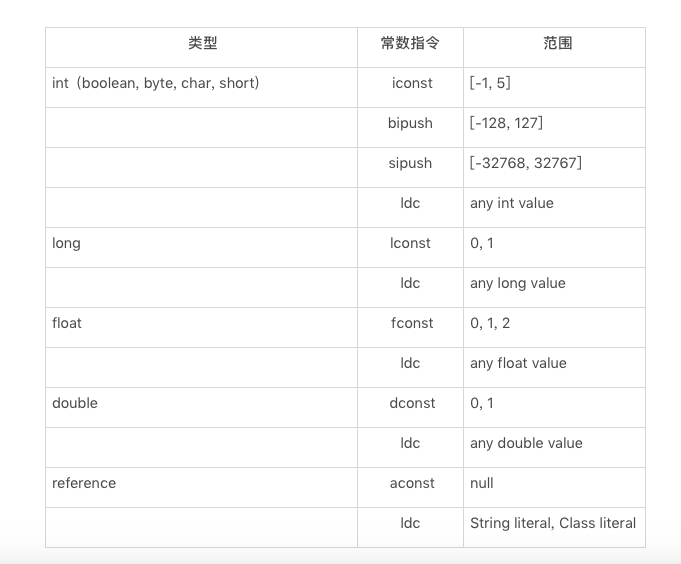 类型 常数指令 范围
int（boolean, byte, char, short） iconst [-1, 5]
bipush [-128, 127]
sipush [-32768, 32767]
ldc any int value
long lconst 0, 1
ldc any long value
float fconst 0, 1, 2
ldc any float value
double dconst 0, 1
ldc any double value
reference aconst null
ldc String literal, Class literal